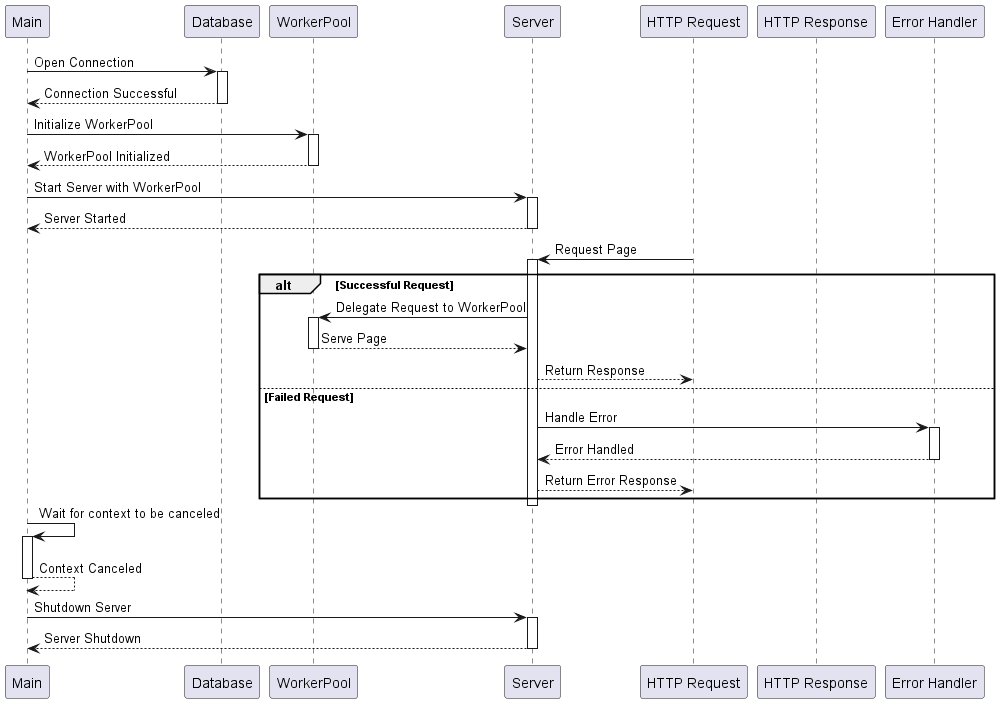 Main Database WorkerPool Server HTTP Request HTTP Response Error Handler
Open Connection
Connection Successful
Initialize WorkerPool
WorkerPool Initialized
Start Server with WorkerPool
Server Started
Request Page
alt [Successful Request]
Delegate Request to WorkerPool
Serve Page
Return Response
[Failed Request]
Handle Error
Error Handled
Return Error Response
Wait for context to be canceled
Context Canceled
Shutdown Server
Server Shutdown
Main Database WorkerPool Server HTTP Request HTTP Response Error Handler